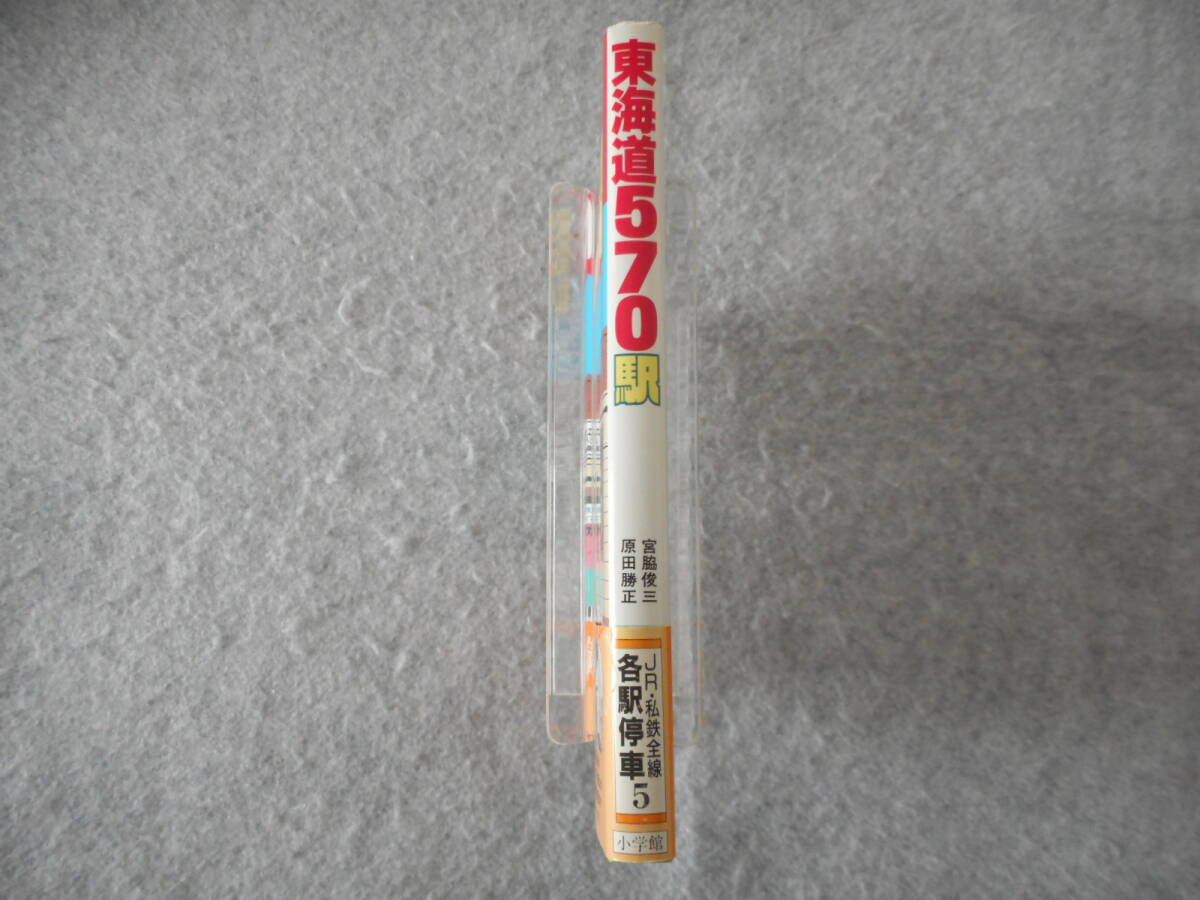 東海道570駅
宮脇俊三
原田勝正
JR・私鉄全線
各駅停車5
小学館